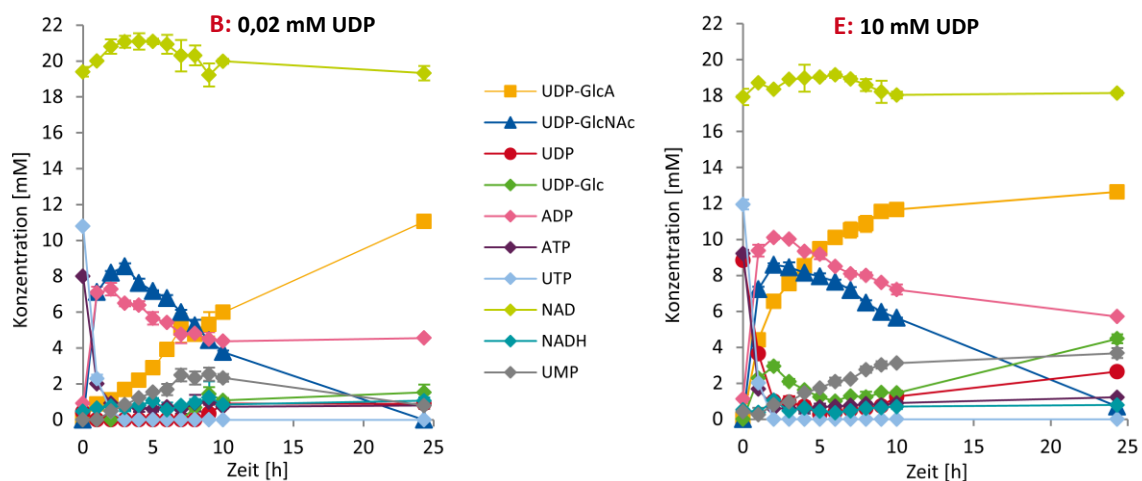 B: 0,02 mM UDP
Konzentration [mM]
22
20
18
16
14
12
10
8
6
4
2
0
0 5 10 15 20 25
Zeit [h]
UDP-GlcA
UDP-GlcNAc
UDP
UDP-Glc
ADP
ATP
UTP
NAD
NADH
UMP
E: 10 mM UDP
Konzentration [mM]
22
20
18
16
14
12
10
8
6
4
2
0
0 5 10 15 20 25
Zeit [h]